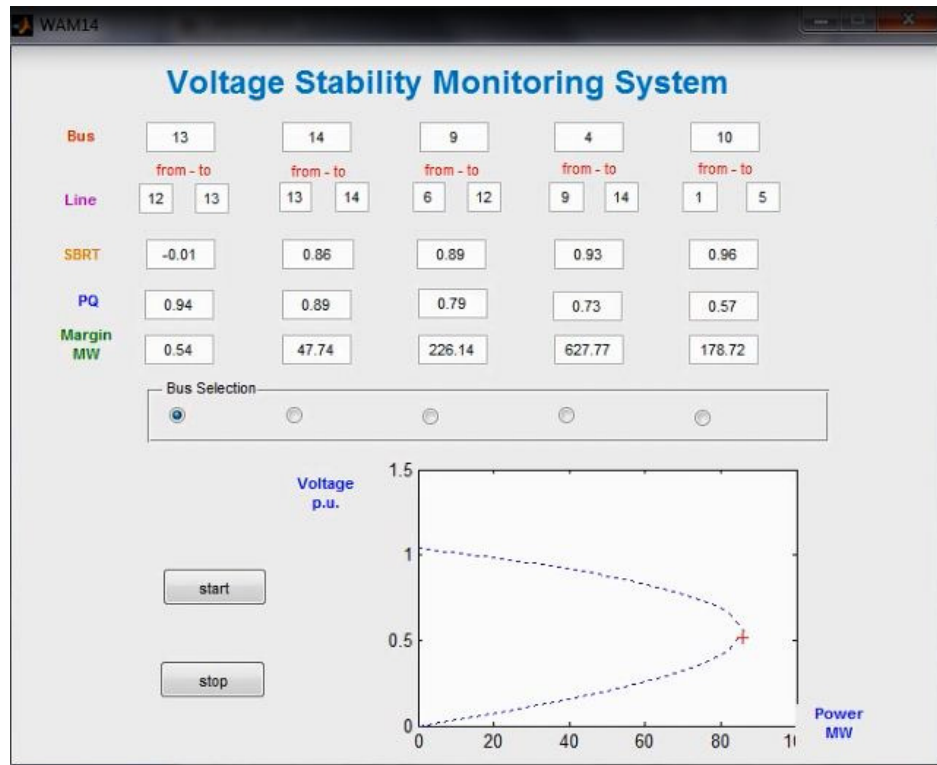 WAM14
Voltage Stability Monitoring System
Bus 13 14 9 4 10
from - to from - to from - to from - to from - to
Line 12 13 13 14 6 12 9 14 1 5
SBRT -0.01 0.86 0.89 0.93 0.96
PQ 0.94 0.89 0.79 0.73 0.57
Margin
MW 0.54 47.74 226.14 627.77 178.72
Bus Selection
Voltage
p.u.
1.5
1
0.5
0
0 20 40 60 80 10
Power
MW
start
stop